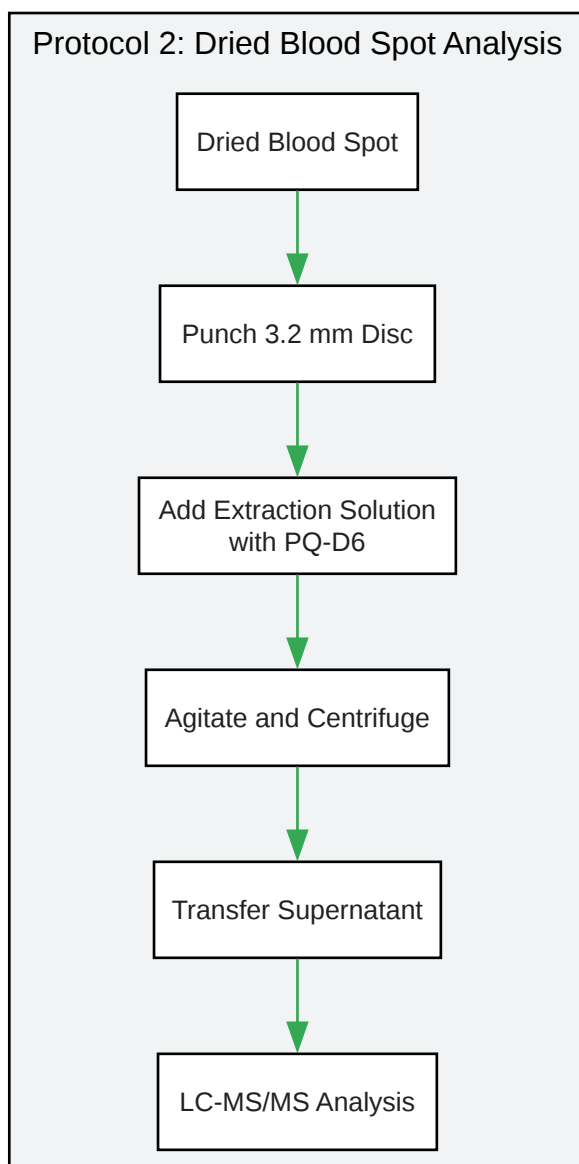 Protocol 2: Dried Blood Spot Analysis
Dried Blood Spot
Punch 3.2 mm Disc
Add Extraction Solution
with PQ-D6
Agitate and Centrifuge
Transfer Supernatant
LC-MS/MS Analysis